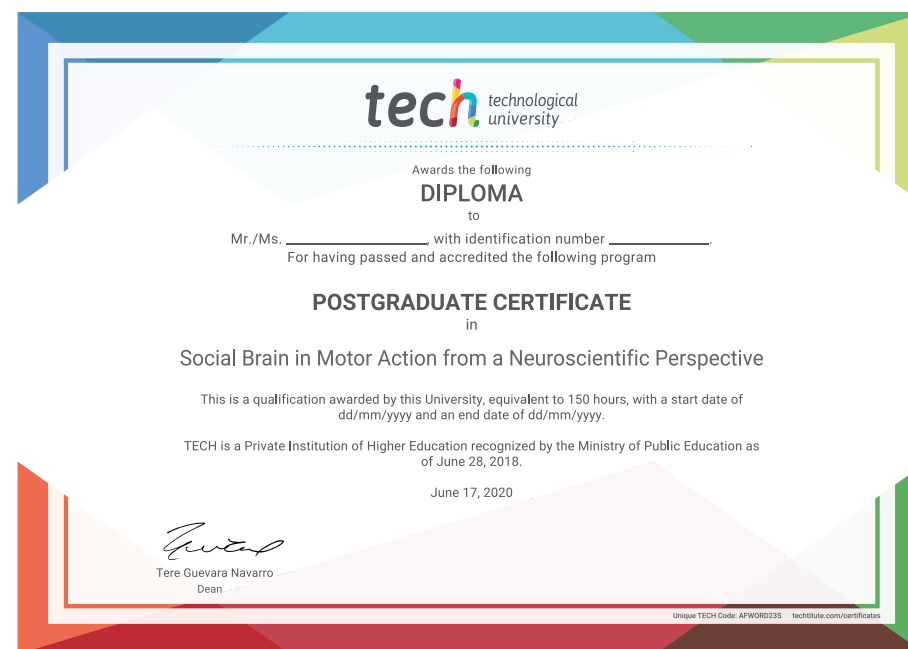 tech technological
university
Awards the following
DIPLOMA
to
Mr./Ms. ____________________, with identification number ______________.
For having passed and accredited the following program
POSTGRADUATE CERTIFICATE
in
Social Brain in Motor Action from a Neuroscientific Perspective
This is a qualification awarded by this University, equivalent to 150 hours, with a start date of
dd/mm/yyyy and an end date of dd/mm/yyyy.
TECH is a Private Institution of Higher Education recognized by the Ministry of Public Education as
of June 28, 2018.
June 17, 2020
Tere Guevara Navarro
Dean
Unique TECH Code: AFWORD23S techtitute.com/certificates